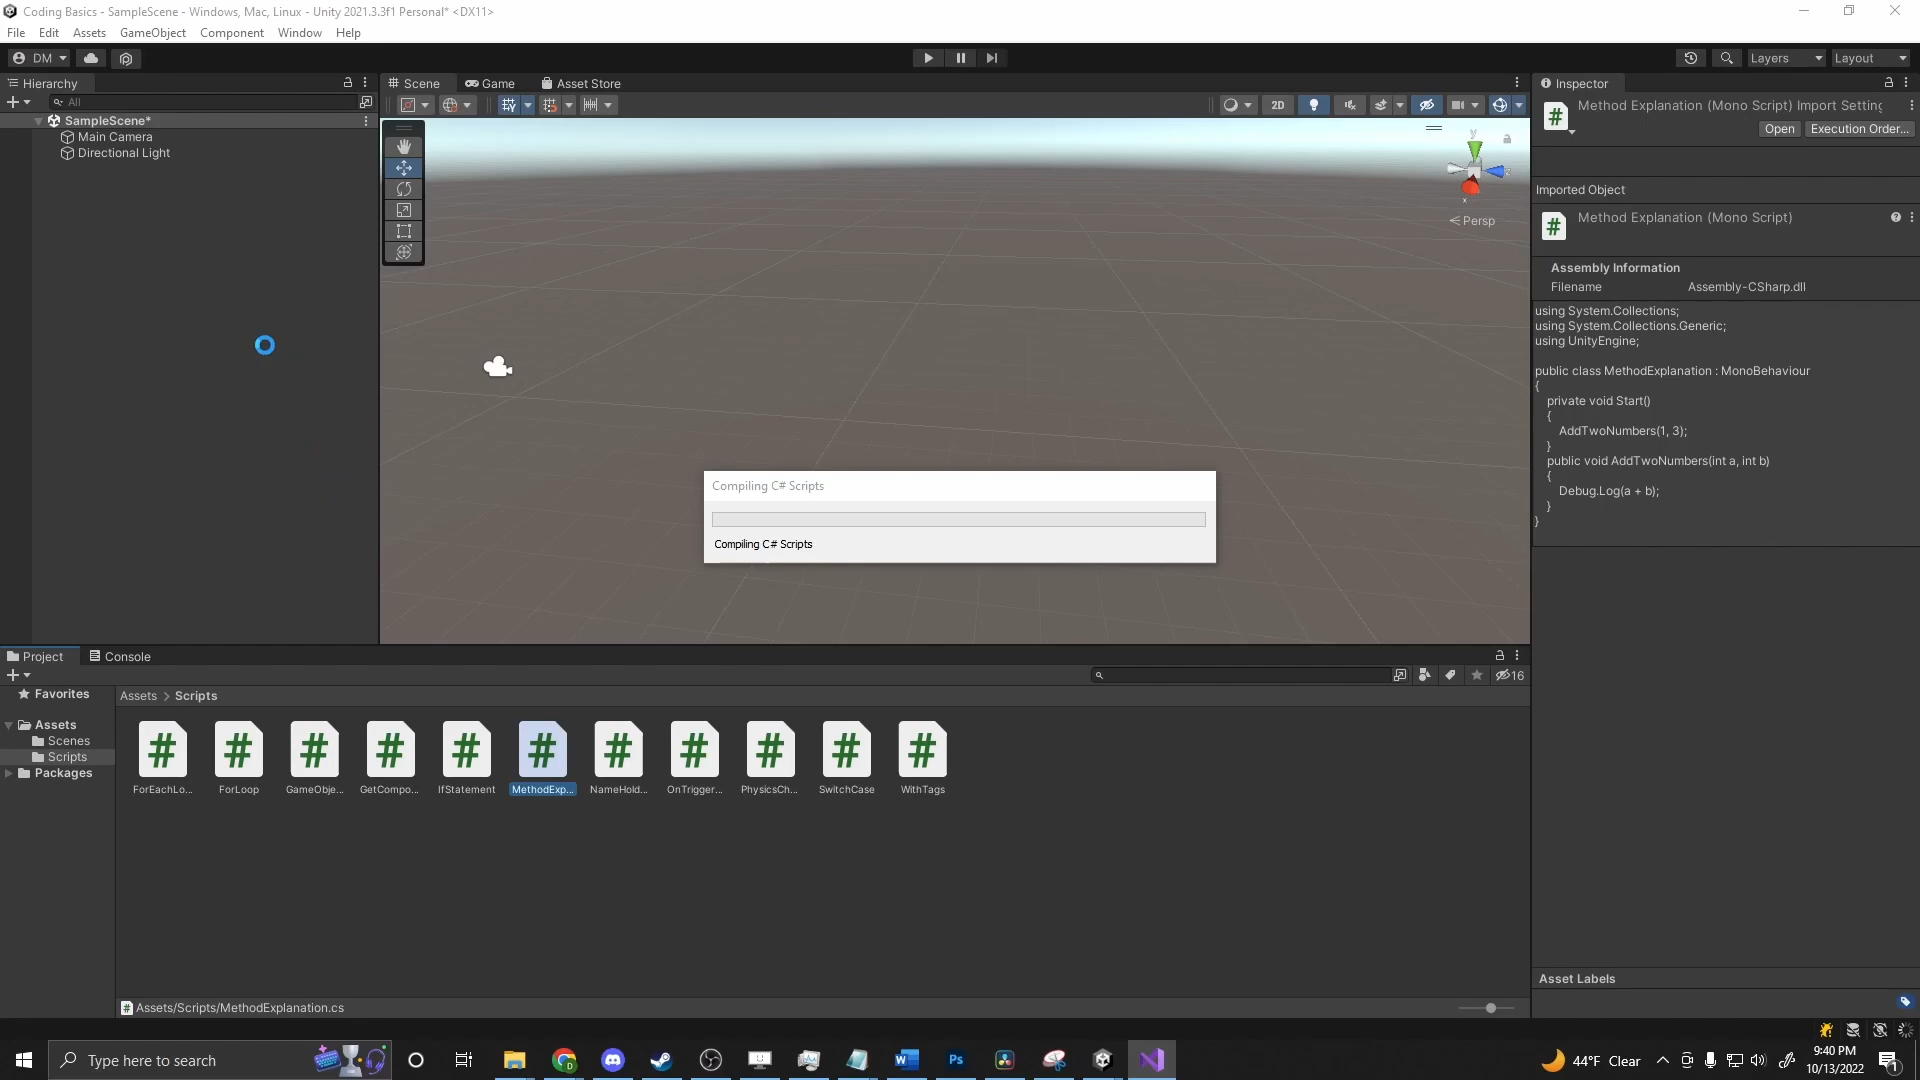 Coding Basics - SampleScene - Windows, Mac, Linux - Unity 2021.3.3f1 Personal* <DX11>
File Edit Assets GameObject Component Window Help
DM Layers Layout
Hierarchy
All
SampleScene*
Main Camera
Directional Light
Scene Game Asset Store
2D
y
z
x
Persp
Compiling C# Scripts
Compiling C# Scripts
Inspector
Method Explanation (Mono Script) Import Setting
Open Execution Order...
Imported Object
Method Explanation (Mono Script)
Assembly Information
Filename Assembly-CSharp.dll
using System.Collections;
using System.Collections.Generic;
using UnityEngine;
public class MethodExplanation : MonoBehaviour
{
private void Start()
{
AddTwoNumbers(1, 3);
}
public void AddTwoNumbers(int a, int b)
{
Debug.Log(a + b);
}
}
Asset Labels
Project Console
16
Favorites
Assets
Scenes
Scripts
Packages
Assets > Scripts
ForEachLo... ForLoop GameObje... GetCompo... IfStatement MethodExp... NameHold... OnTrigger... PhysicsCh... SwitchCase WithTags
Assets/Scripts/MethodExplanation.cs
Type here to search
44°F Clear
9:40 PM
10/13/2022
1